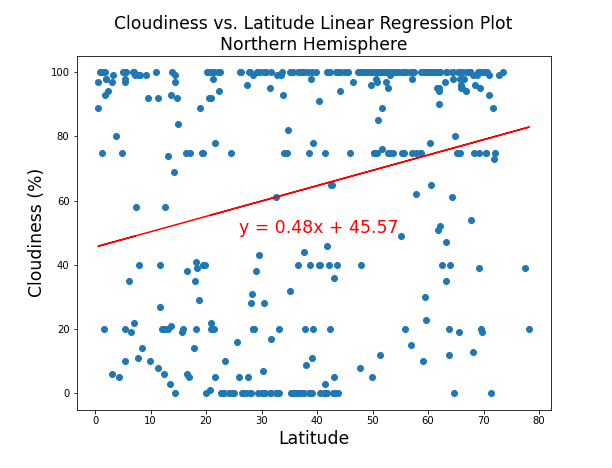 Cloudiness vs. Latitude Linear Regression Plot
Northern Hemisphere
100
80
60
40
20
0
Cloudiness (%)
y = 0.48x + 45.57
0 10 20 30 40 50 60 70 80
Latitude